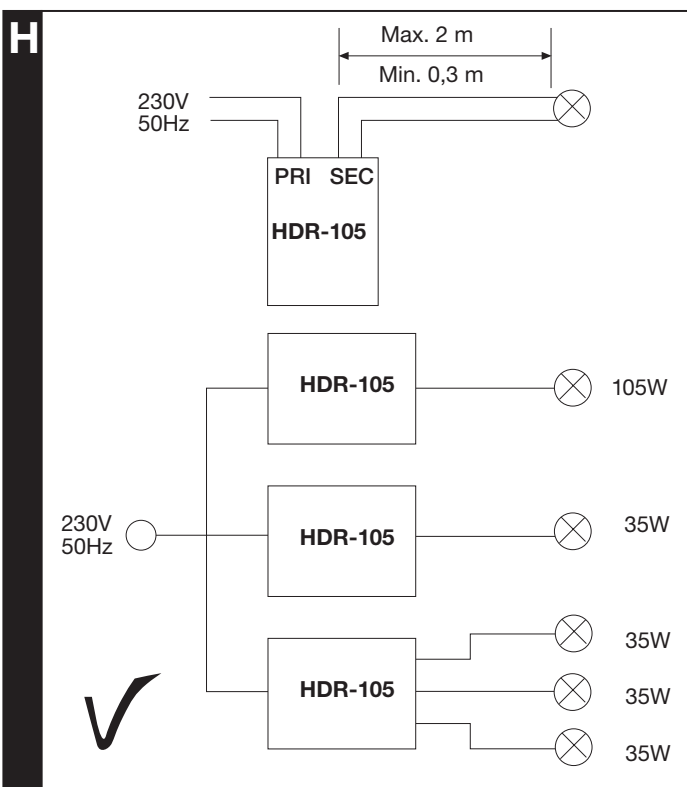 H
Max. 2 m
Min. 0,3 m
230V
50Hz
PRI SEC
HDR-105
HDR-105
105W
230V
50Hz
HDR-105
35W
HDR-105
35W
35W
35W